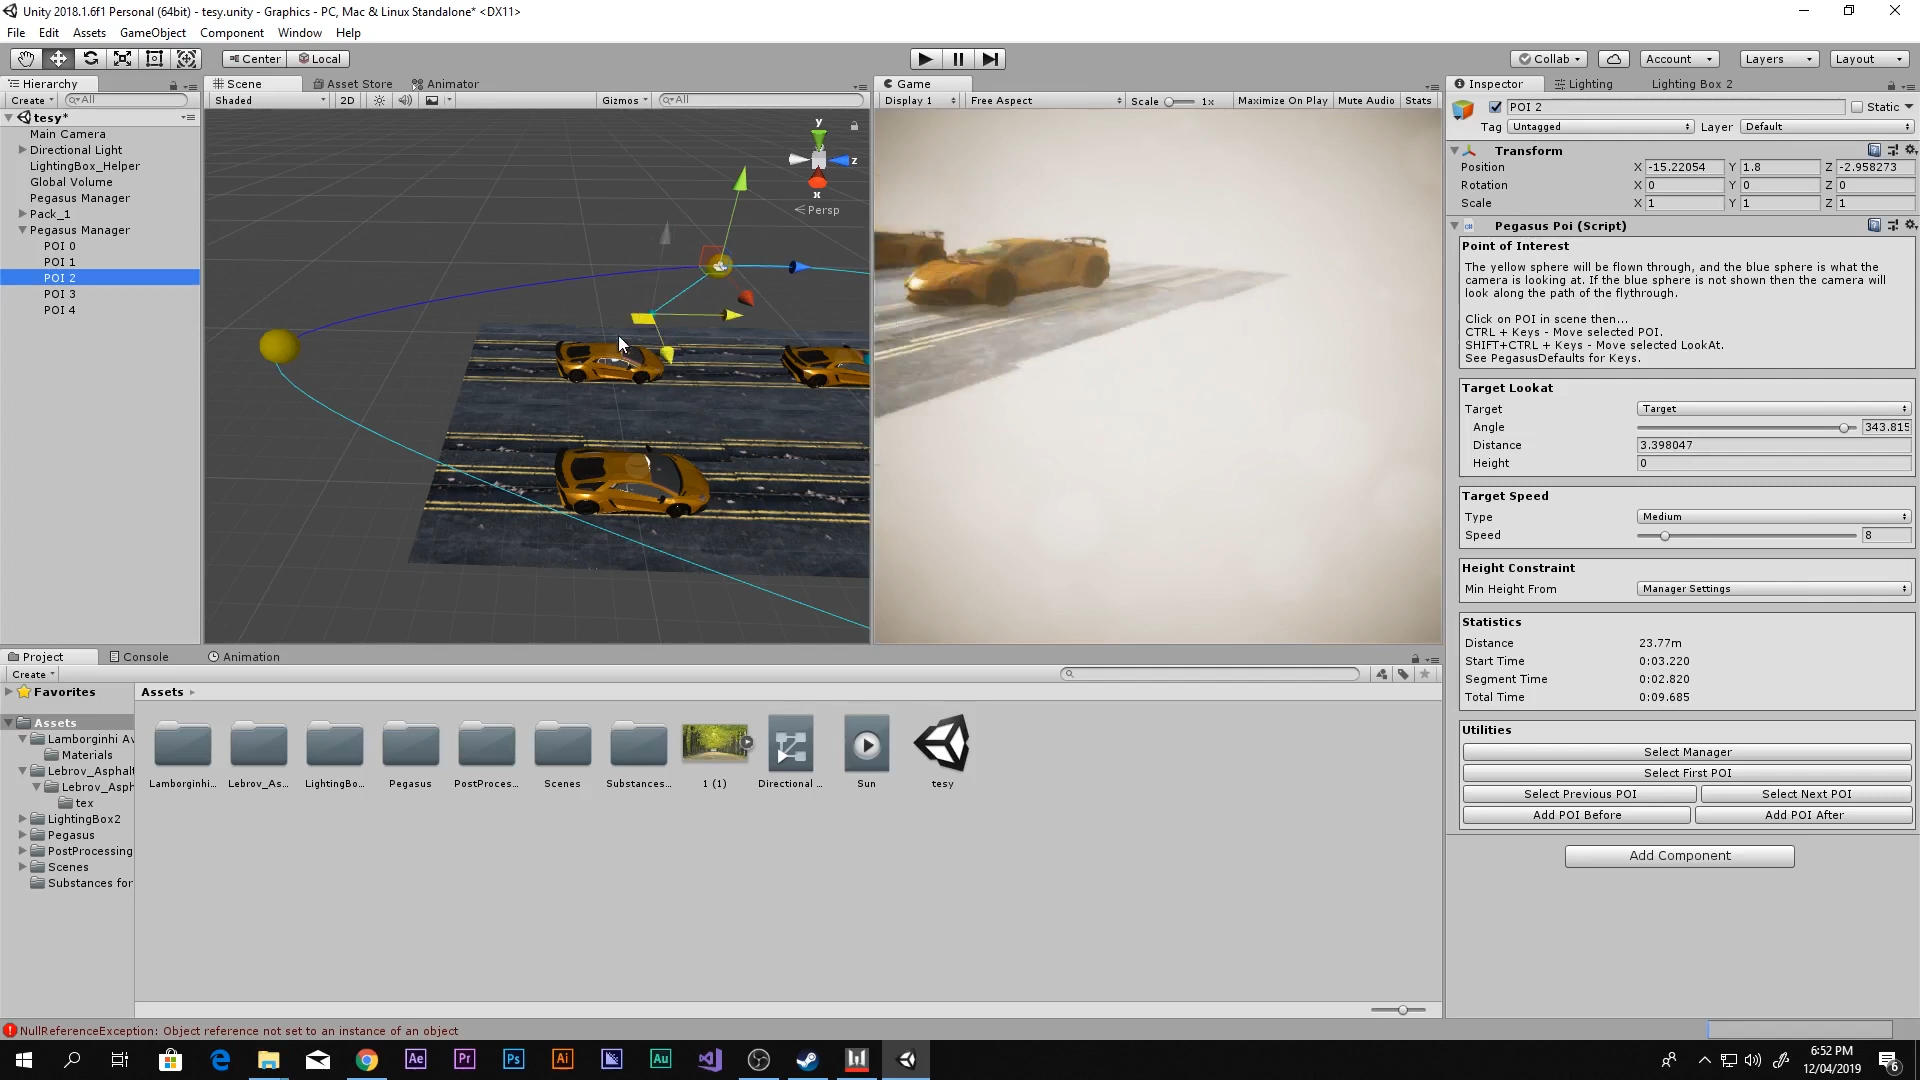 Unity 2018.1.6f1 Personal (64bit) - tesy.unity - Graphics - PC, Mac & Linux Standalone* <DX11>
File Edit Assets GameObject Component Window Help
Center Local Collab Account Layers Layout
Hierarchy Scene Asset Store Animator Game Inspector Lighting Lighting Box 2
Create All Shaded 2D Gizmos All Display 1 Free Aspect Scale 1x Maximize On Play Mute Audio Stats
POI 2 Static
Tag Untagged Layer Default
tesy*
Main Camera
Directional Light
LightingBox_Helper
Global Volume
Pegasus Manager
Pack_1
Pegasus Manager
POI 0
POI 1
POI 2
POI 3
POI 4
y
z
x
Persp
Transform
Position X -15.22054 Y 1.8 Z -2.958273
Rotation X 0 Y 0 Z 0
Scale X 1 Y 1 Z 1
Pegasus Poi (Script)
Point of Interest
The yellow sphere will be flown through, and the blue sphere is what the
camera is looking at. If the blue sphere is not shown then the camera will
look along the path of the flythrough.
Click on POI in scene then...
CTRL + Keys - Move selected POI.
SHIFT+CTRL + Keys - Move selected LookAt.
See PegasusDefaults for Keys.
Target Lookat
Target Target
Angle 343.815
Distance 3.398047
Height 0
Target Speed
Type Medium
Speed 8
Height Constraint
Min Height From Manager Settings
Statistics
Distance 23.77m
Start Time 0:03.220
Segment Time 0:02.820
Total Time 0:09.685
Utilities
Select Manager
Select First POI
Select Previous POI Select Next POI
Add POI Before Add POI After
Add Component
Project Console Animation
Create
Favorites
Assets
Lamborginhi Av
Materials
Lebrov_Asphalt
Lebrov_Asph
tex
LightingBox2
Pegasus
PostProcessing
Scenes
Substances for
Assets
Lamborginhi... Lebrov_As... LightingBo... Pegasus PostProces... Scenes Substances... 1 (1) Directional ... Sun tesy
NullReferenceException: Object reference not set to an instance of an object
Ae Pr Ps Ai Au
6:52 PM
12/04/2019
6